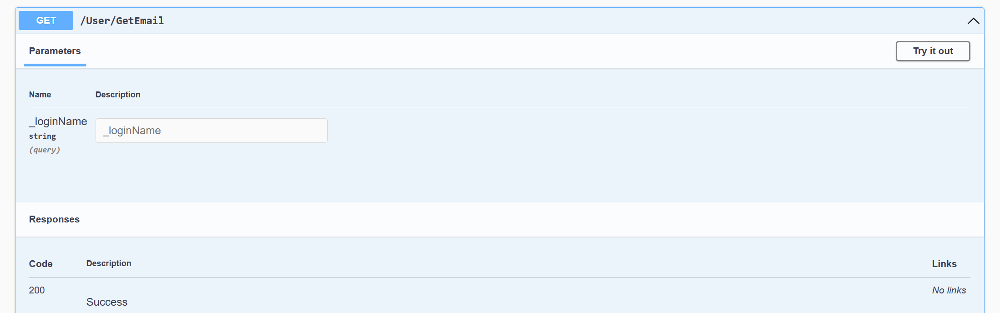 GET /User/GetEmail
Parameters
Try it out
Name Description
_loginName
string
(query)
_loginName
Responses
Code Description Links
200
Success
No links